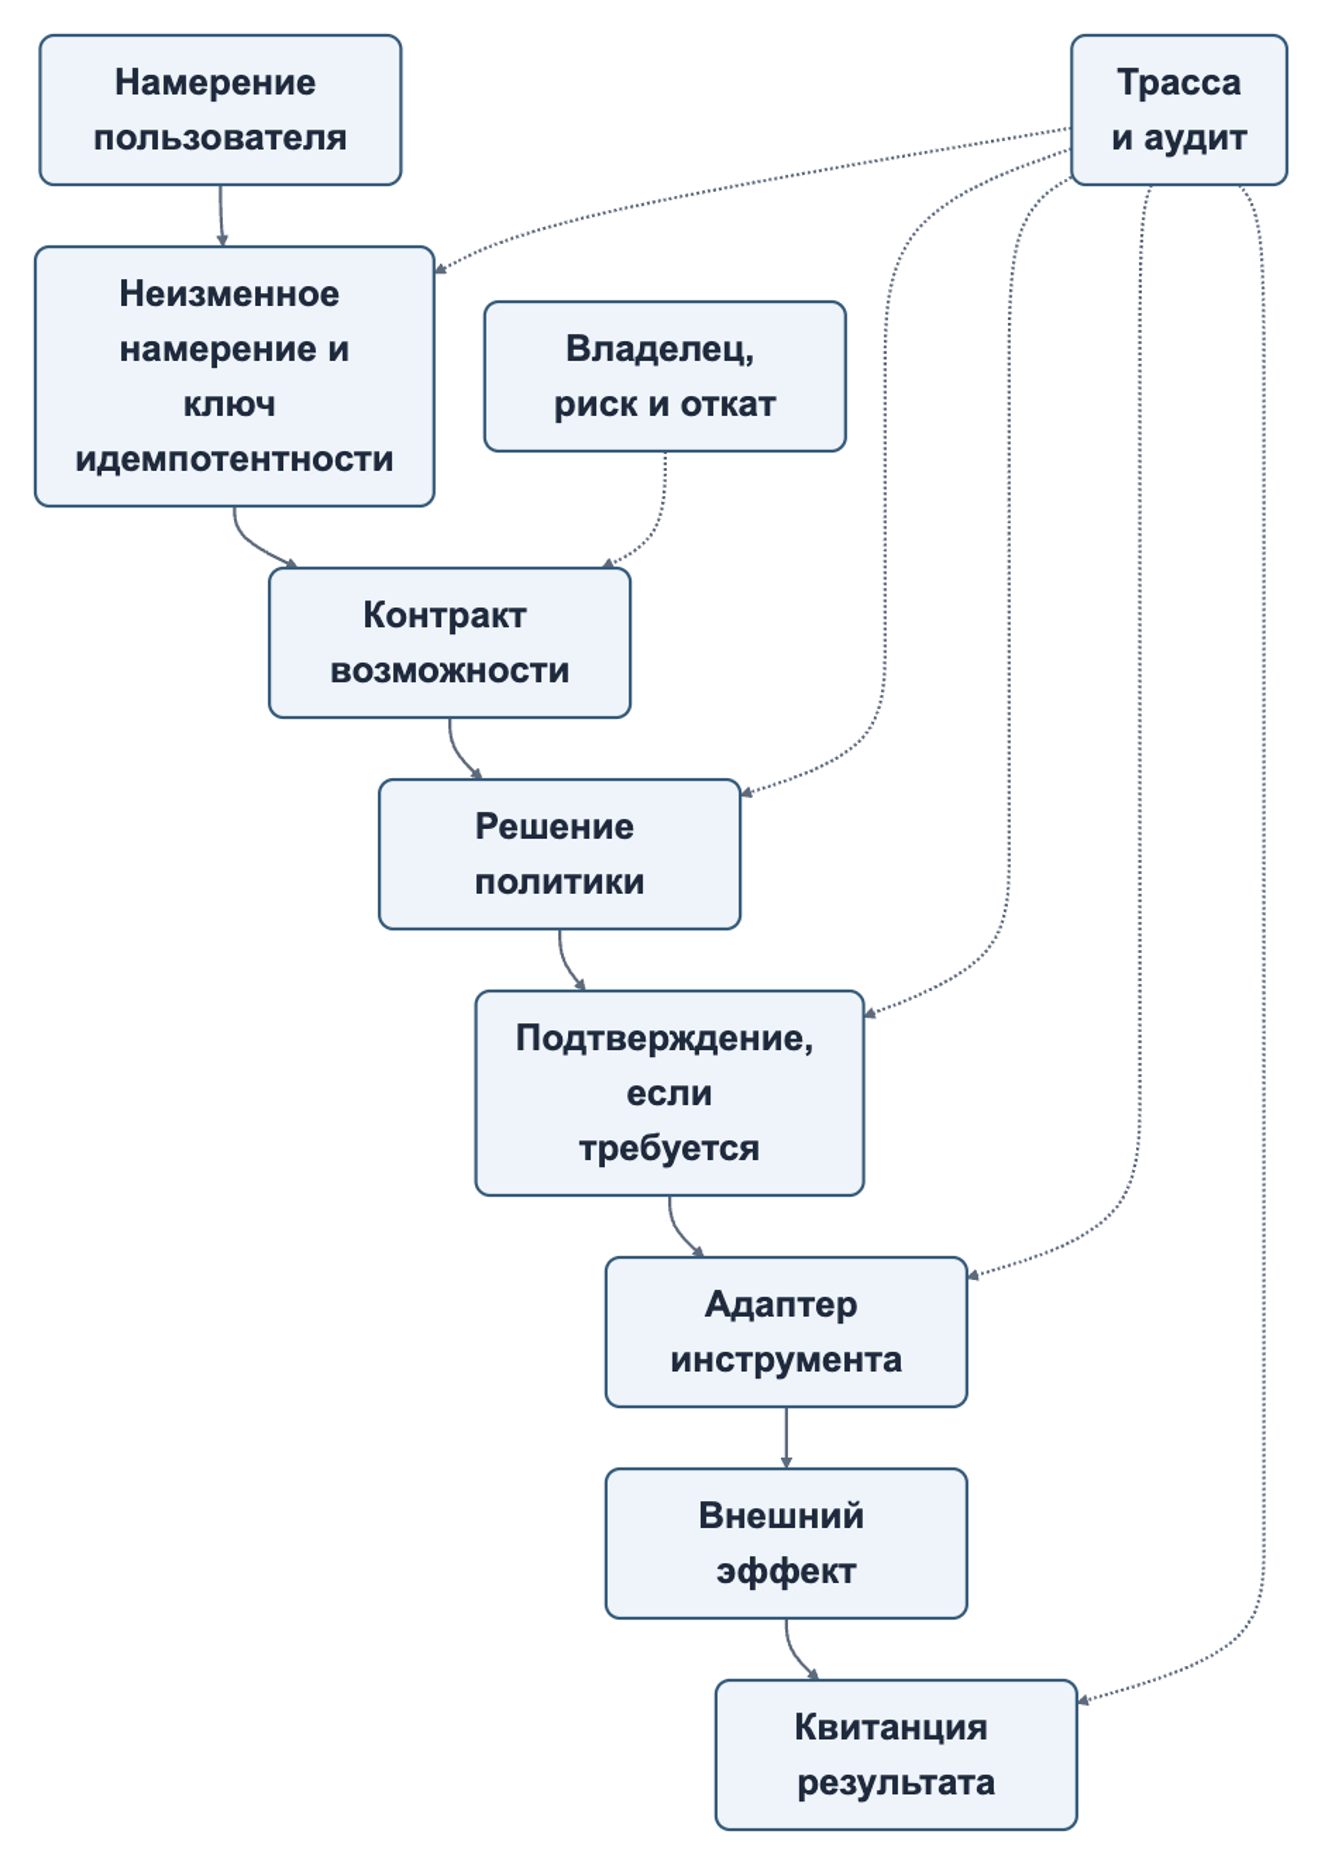 Намерение
пользователя
Трасса
и аудит
Неизменное
намерение и
ключ
идемпотентности
Владелец,
риск и откат
Контракт
возможности
Решение
политики
Подтверждение,
если
требуется
Адаптер
инструмента
Внешний
эффект
Квитанция
результата